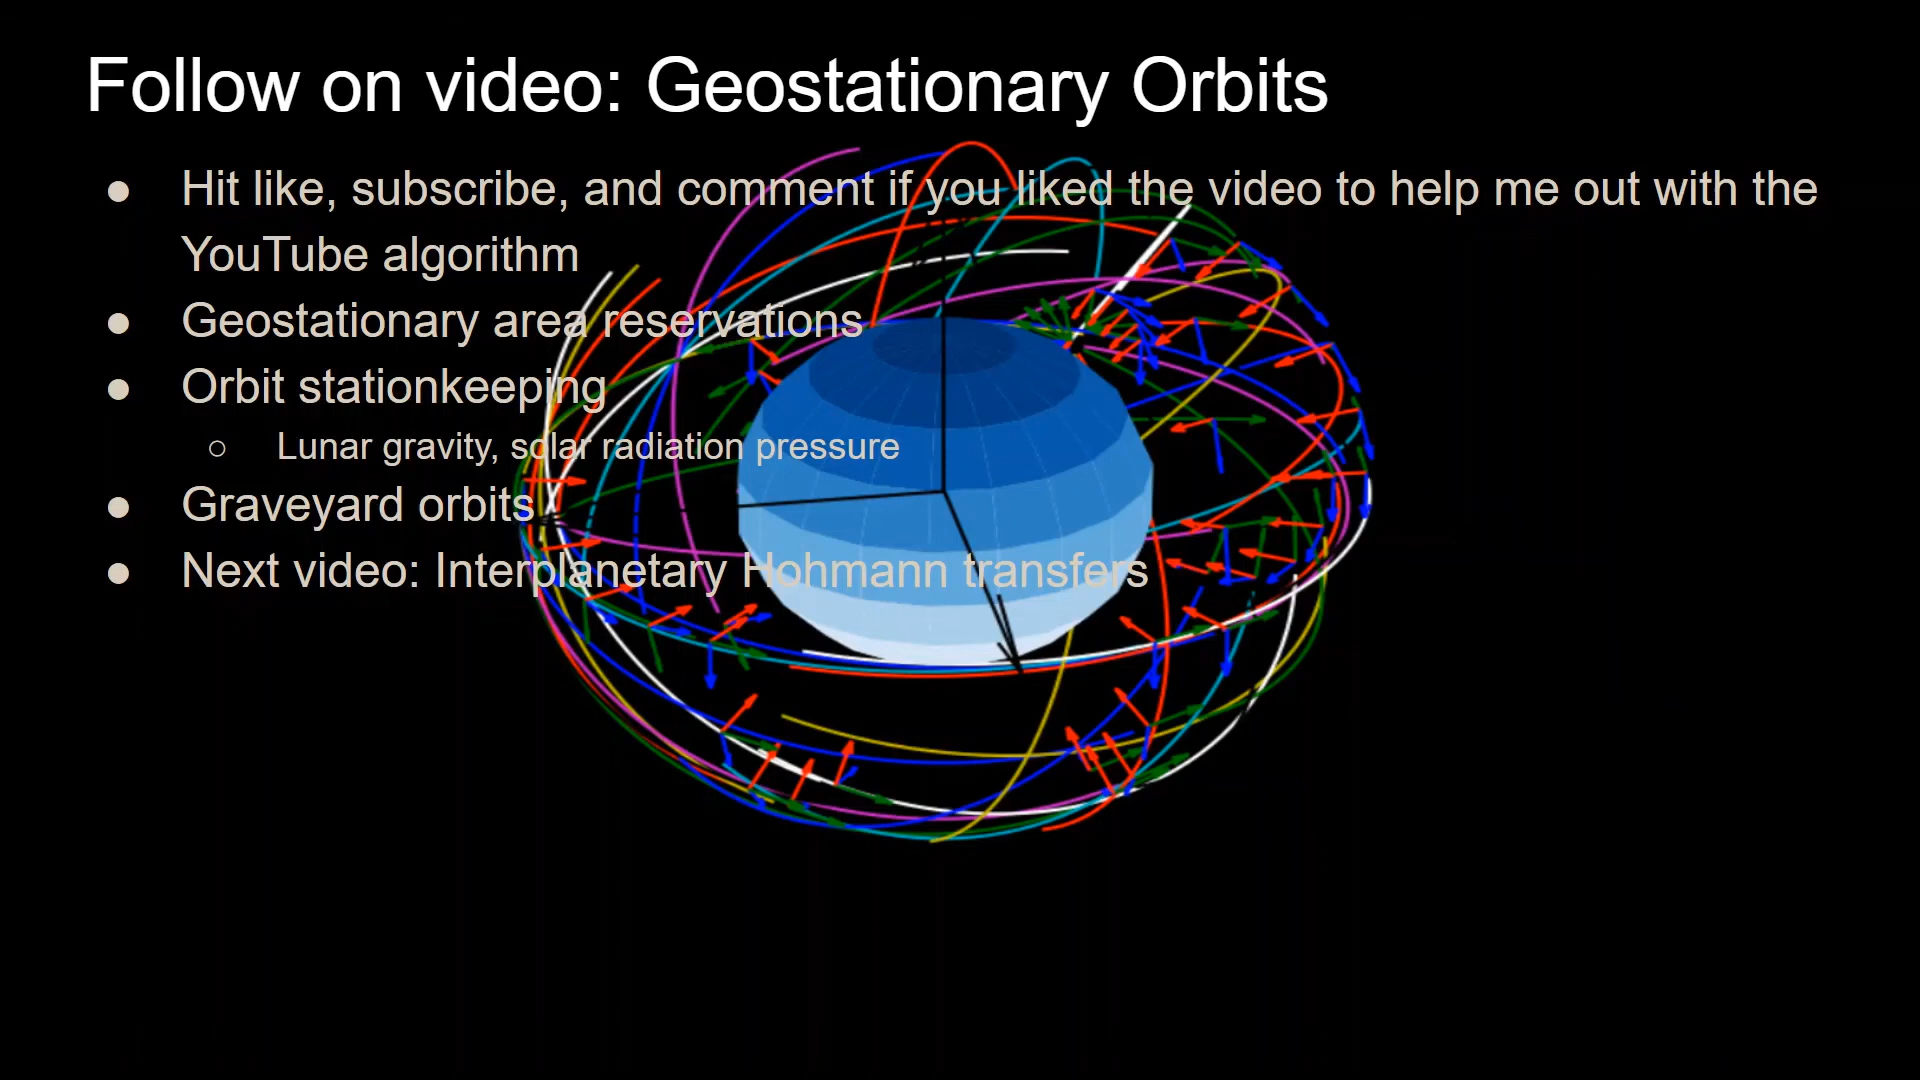 Follow on video: Geostationary Orbits
● Hit like, subscribe, and comment if you liked the video to help me out with the
YouTube algorithm
● Geostationary area reservations
● Orbit stationkeeping
○ Lunar gravity, solar radiation pressure
● Graveyard orbits
● Next video: Interplanetary Hohmann transfers